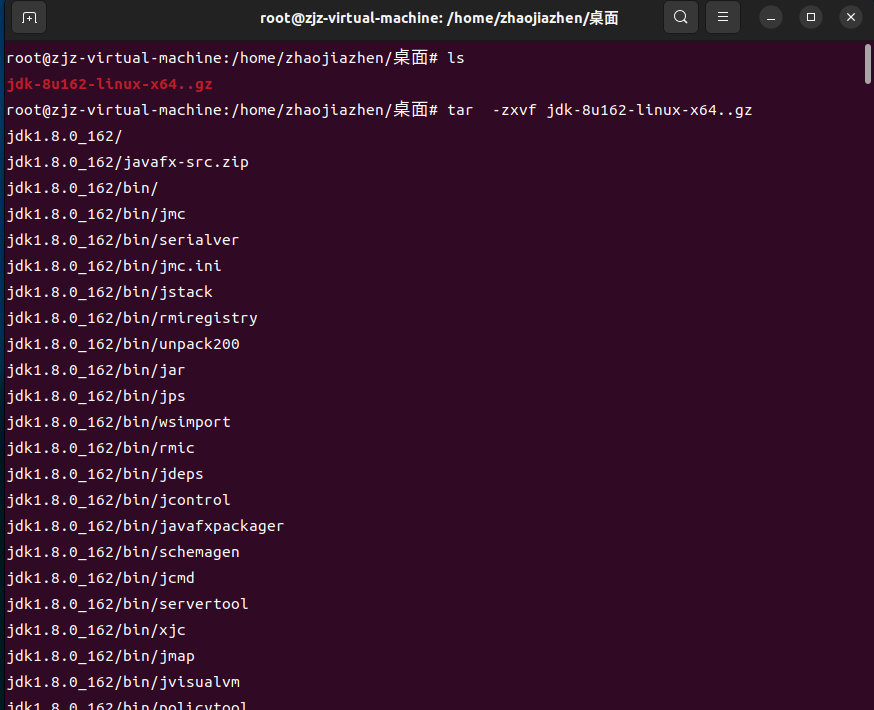 root@zjz-virtual-machine: /home/zhaojiazhen/桌面
root@zjz-virtual-machine:/home/zhaojiazhen/桌面# ls
jdk-8u162-linux-x64..gz
root@zjz-virtual-machine:/home/zhaojiazhen/桌面# tar  -zxvf jdk-8u162-linux-x64..gz
jdk1.8.0_162/
jdk1.8.0_162/javafx-src.zip
jdk1.8.0_162/bin/
jdk1.8.0_162/bin/jmc
jdk1.8.0_162/bin/serialver
jdk1.8.0_162/bin/jmc.ini
jdk1.8.0_162/bin/jstack
jdk1.8.0_162/bin/rmiregistry
jdk1.8.0_162/bin/unpack200
jdk1.8.0_162/bin/jar
jdk1.8.0_162/bin/jps
jdk1.8.0_162/bin/wsimport
jdk1.8.0_162/bin/rmic
jdk1.8.0_162/bin/jdeps
jdk1.8.0_162/bin/jcontrol
jdk1.8.0_162/bin/javafxpackager
jdk1.8.0_162/bin/schemagen
jdk1.8.0_162/bin/jcmd
jdk1.8.0_162/bin/servertool
jdk1.8.0_162/bin/xjc
jdk1.8.0_162/bin/jmap
jdk1.8.0_162/bin/jvisualvm
jdk1.8.0_162/bin/policytool